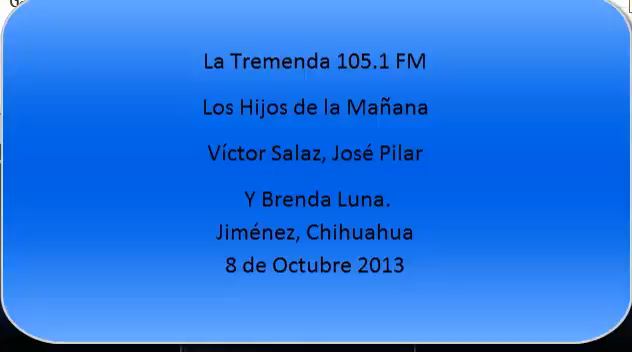 La Tremenda 105.1 FM
Los Hijos de la Mañana
Víctor Salaz, José Pilar
Y Brenda Luna.
Jiménez, Chihuahua
8 de Octubre 2013